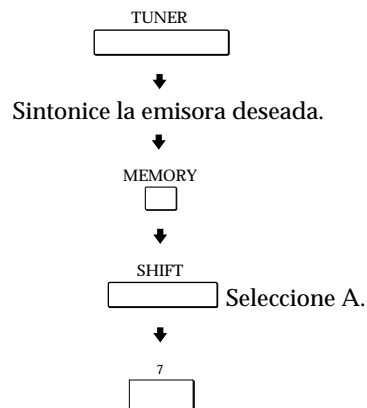 TUNER
Sintonice la emisora deseada.
MEMORY
SHIFT
Seleccione A.
7